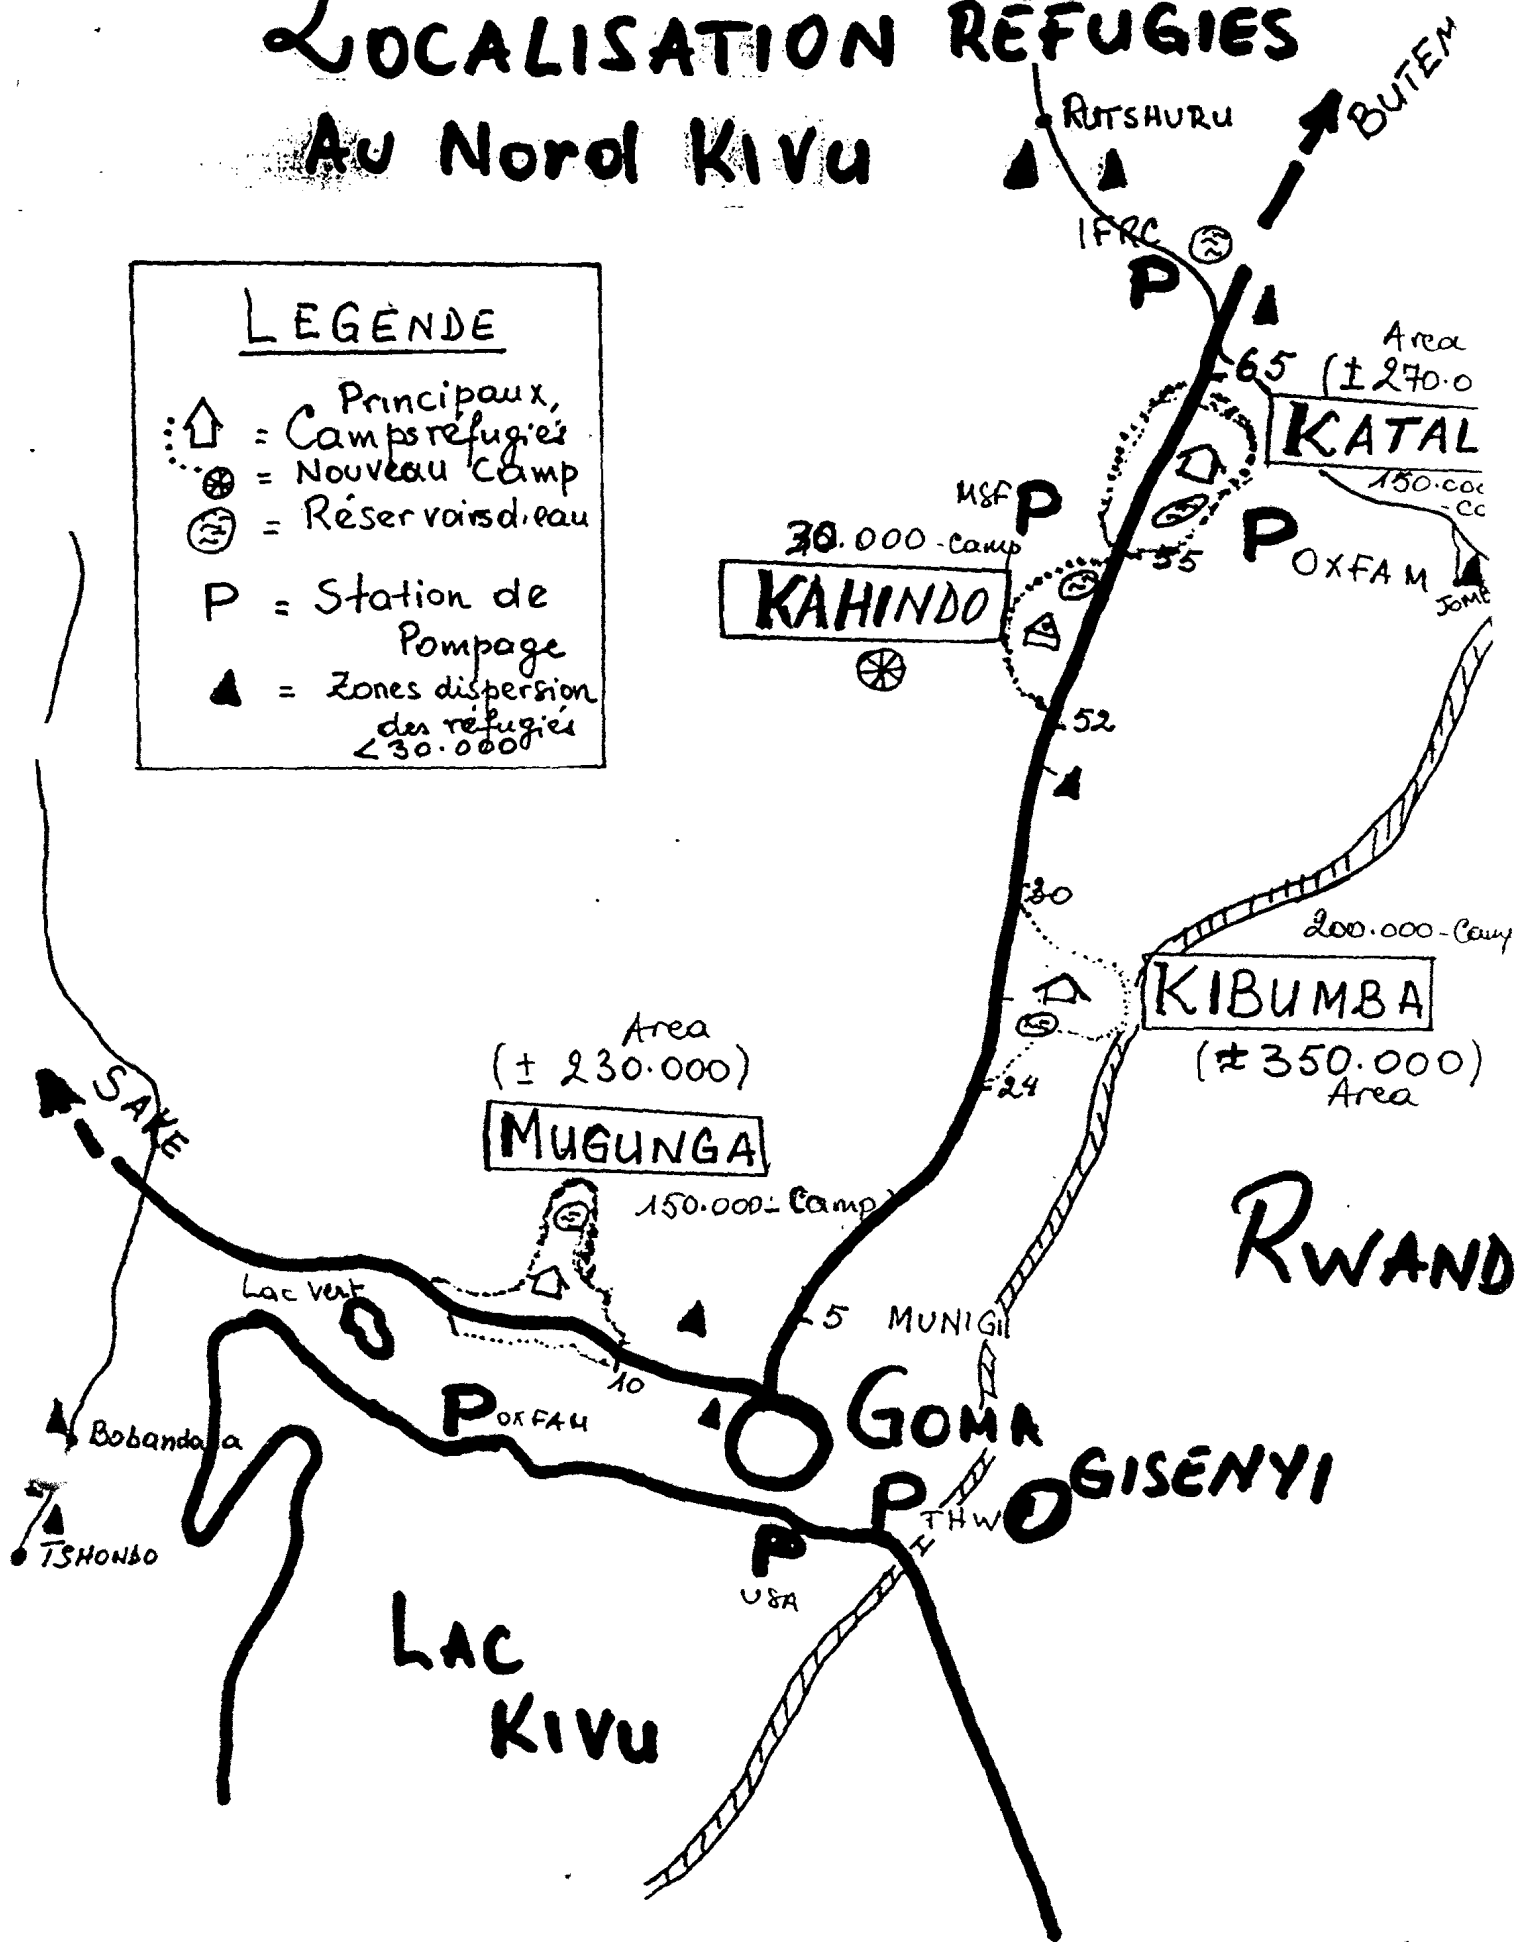 LOCALISATION REFUGIES
Au Nord KIVU
BUTEM
RUTSHURU
IFRC
P
LEGENDE
= Principaux,
Camps réfugiés
= Nouveau Camp
= Réservoirs d'eau
P = Station de
Pompage
= Zones dispersion
des réfugiés
<30.000
65
Area
(± 270.0
KATAL
150.000
MSF P
30.000-Camp
KAHINDO
55
P OXFAM
52
30
200.000-Camp
KIBUMBA
(± 350.000)
Area
24
Area
(± 230.000)
MUGUNGA
150.000- Camp
SAKE
RWAND
Lac Vert
5
MUNIGI
10
P OXFAM
GOMA
GISENYI
Bobandana
P THW
TSHONDO
P
USA
LAC
KIVU